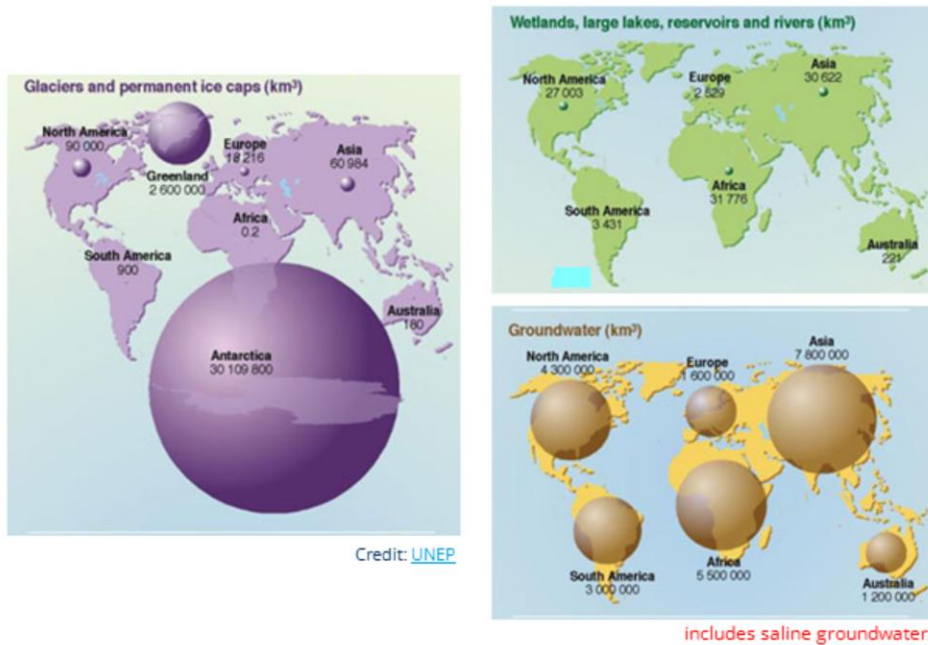 Glaciers and permanent ice caps (km³)
North America
90 000
Greenland
2 600 000
Europe
18 216
Asia
60 984
Africa
0.2
South America
900
Australia
180
Antarctica
30 109 800
Credit: UNEP
Wetlands, large lakes, reservoirs and rivers (km³)
North America
27 003
Europe
2 529
Asia
30 622
Africa
31 776
South America
3 431
Australia
221
Groundwater (km³)
North America
4 300 000
Europe
1 600 000
Asia
7 800 000
South America
3 000 000
Africa
5 500 000
Australia
1 200 000
includes saline groundwater